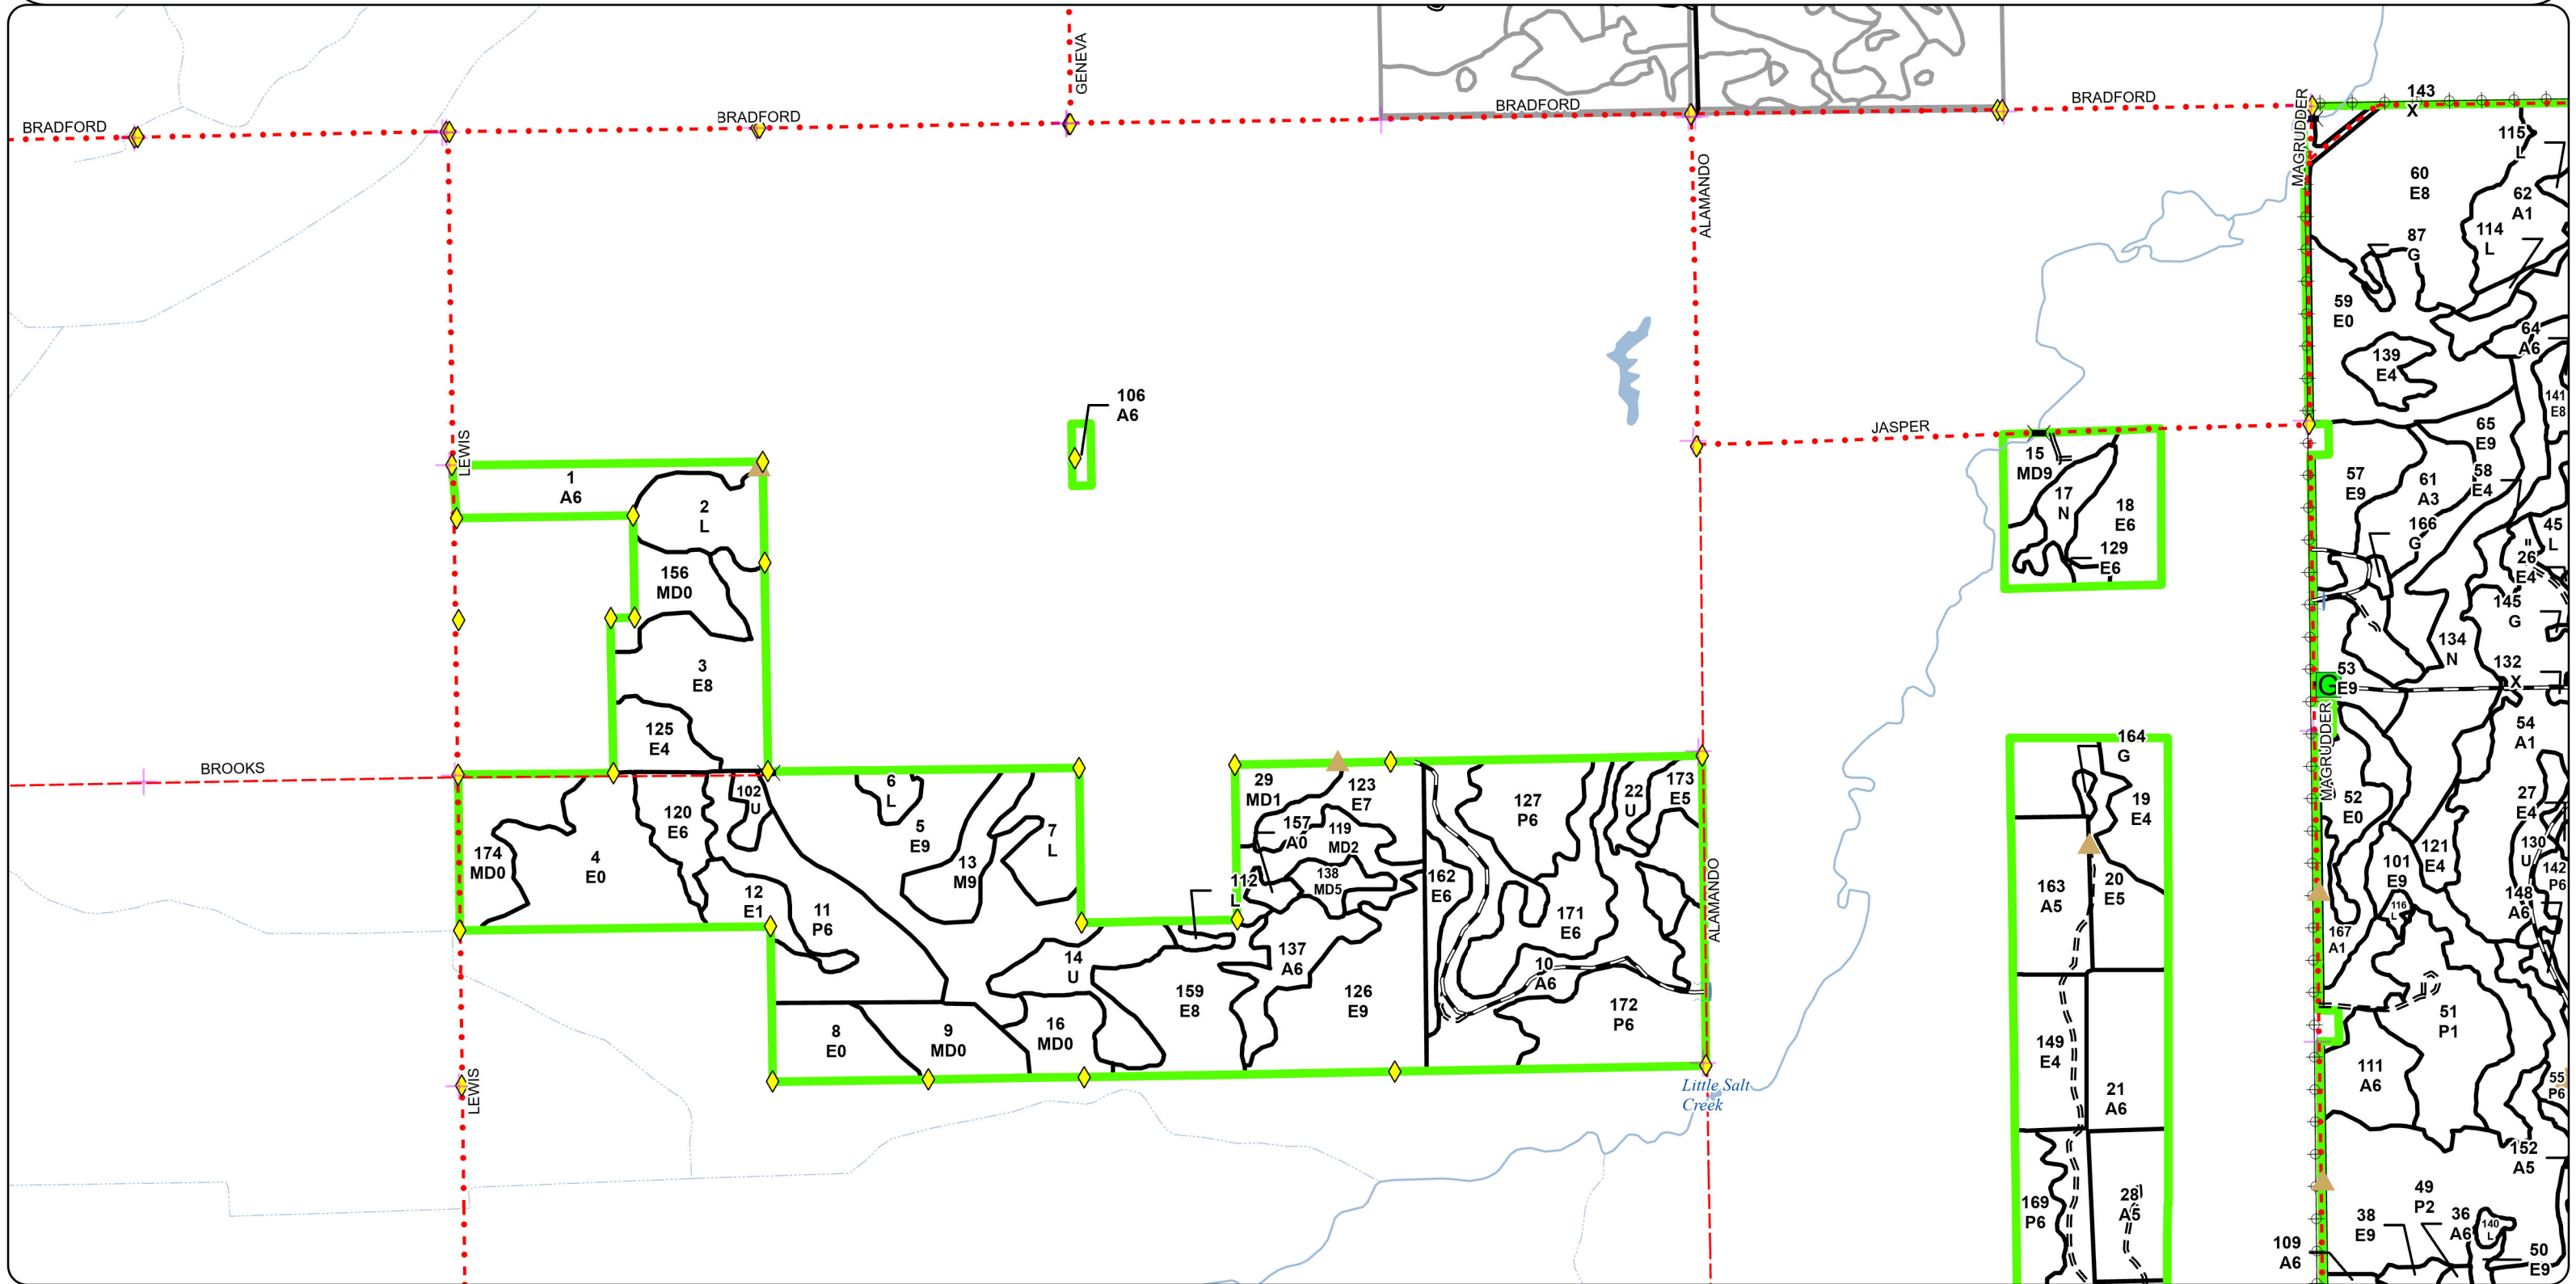 GENEVA
BRADFORD
BRADFORD
BRADFORD
BRADFORD
MAGRUDDER
143
X
115
L
60
E8
62
A1
ALAMANDO
87
G
114
L
59
E0
64
A6
139
E4
141
E8
106
A6
JASPER
LEWIS
1
A6
2
L
15
MD9
17
N
18
E6
129
E6
65
E9
57
E9
61
A3
58
E4
166
G
45
L
26
E4
156
MD0
145
G
134
N
132
X
3
E8
53
E9
G
125
E4
BROOKS
MAGRUDDER
54
A1
164
G
6
L
102
U
120
E6
5
E9
7
L
13
M9
174
MD0
4
E0
12
E1
11
P6
29
MD1
123
E7
157
A0
119
MD2
138
MD5
112
L
162
E6
127
P6
22
U
173
E5
171
E6
10
A6
172
P6
ALAMANDO
137
A6
126
E9
159
E8
14
U
16
MD0
8
E0
9
MD0
19
E4
163
A5
20
E5
27
E4
52
E0
130
U
121
E4
101
E9
142
P6
148
A6
116
L
167
A1
51
P1
149
E4
21
A6
111
A6
55
P6
LEWIS
Little Salt
Creek
152
A5
169
P6
28
A5
49
P2
38
E9
36
A6
140
L
109
A6
50
E9